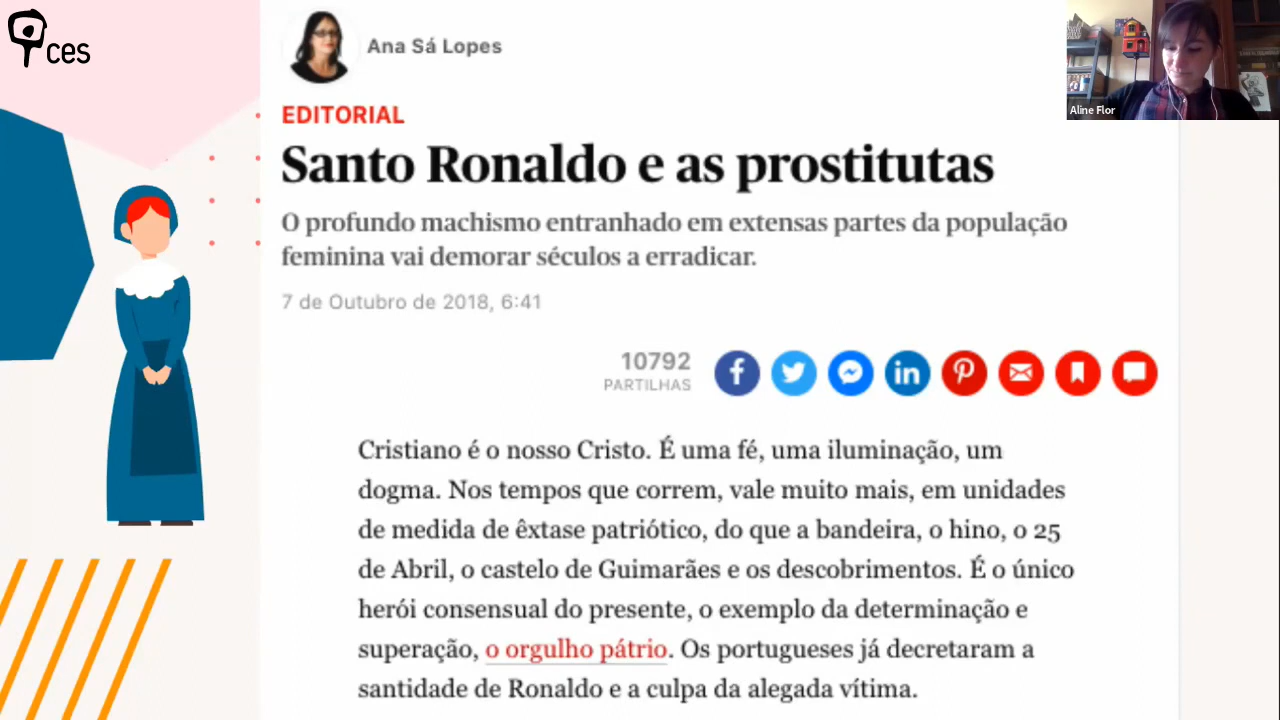 ces
Ana Sá Lopes
Aline Flor
EDITORIAL
Santo Ronaldo e as prostitutas
O profundo machismo entranhado em extensas partes da população
feminina vai demorar séculos a erradicar.
7 de Outubro de 2018, 6:41
10792
PARTILHAS
Cristiano é o nosso Cristo. É uma fé, uma iluminação, um
dogma. Nos tempos que correm, vale muito mais, em unidades
de medida de êxtase patriótico, do que a bandeira, o hino, o 25
de Abril, o castelo de Guimarães e os descobrimentos. É o único
herói consensual do presente, o exemplo da determinação e
superação, o orgulho pátrio. Os portugueses já decretaram a
santidade de Ronaldo e a culpa da alegada vítima.